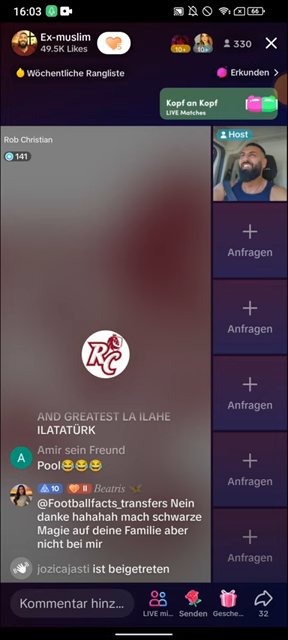 16:03
66
Ex-muslim
49.5K Likes
10+
10+
330
Wöchentliche Rangliste
Erkunden
Kopf an Kopf
LIVE Matches
Rob Christian
141
Host
Anfragen
Anfragen
Anfragen
Anfragen
Anfragen
RC
AND GREATEST LA ILAHE
ILATATÜRK
A
Amir sein Freund
Pool😂😂😂
10
II
Beatris 🦋
@Footballfacts_transfers Nein
danke hahahah mach schwarze
Magie auf deine Familie aber
nicht bei mir
jozicajasti ist beigetreten
Kommentar hinz...
LIVE mi...
Senden
Gesche...
32